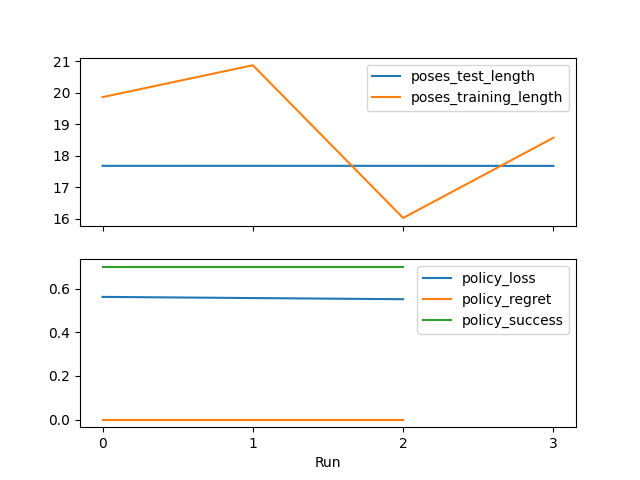 21
20
19
18
17
16
poses_test_length
poses_training_length
0.6
0.4
0.2
0.0
policy_loss
policy_regret
policy_success
0 1 2 3
Run